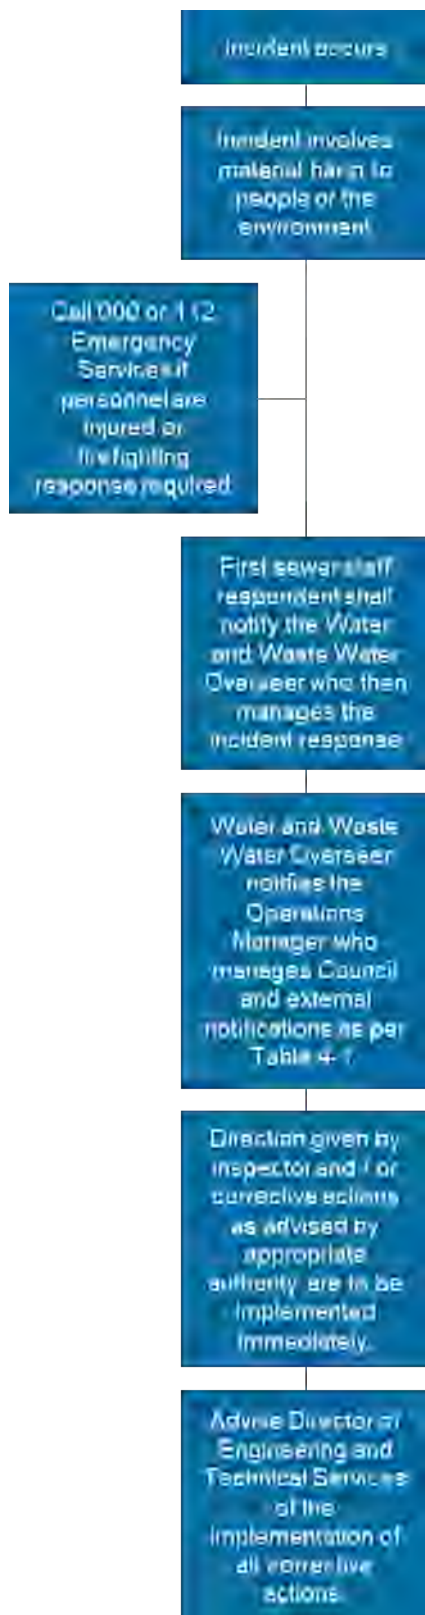 Incident occurs
Incident involves
material harm to
people or the
environment
Call 000 or 112
Emergency
Services if
personnel are
injured or
firefighting
response required
First sewer staff
respondent shall
notify the Water
and Waste Water
Overseer who then
manages the
incident response
Water and Waste
Water Overseer
notifies the
Operations
Manager who
manages Council
and external
notifications as per
Table 4-1
Direction given by
inspector and / or
corrective actions
as advised by
appropriate
authority are to be
implemented
immediately.
Advise Director of
Engineering and
Technical Services
of the
implementation of
all corrective
actions.